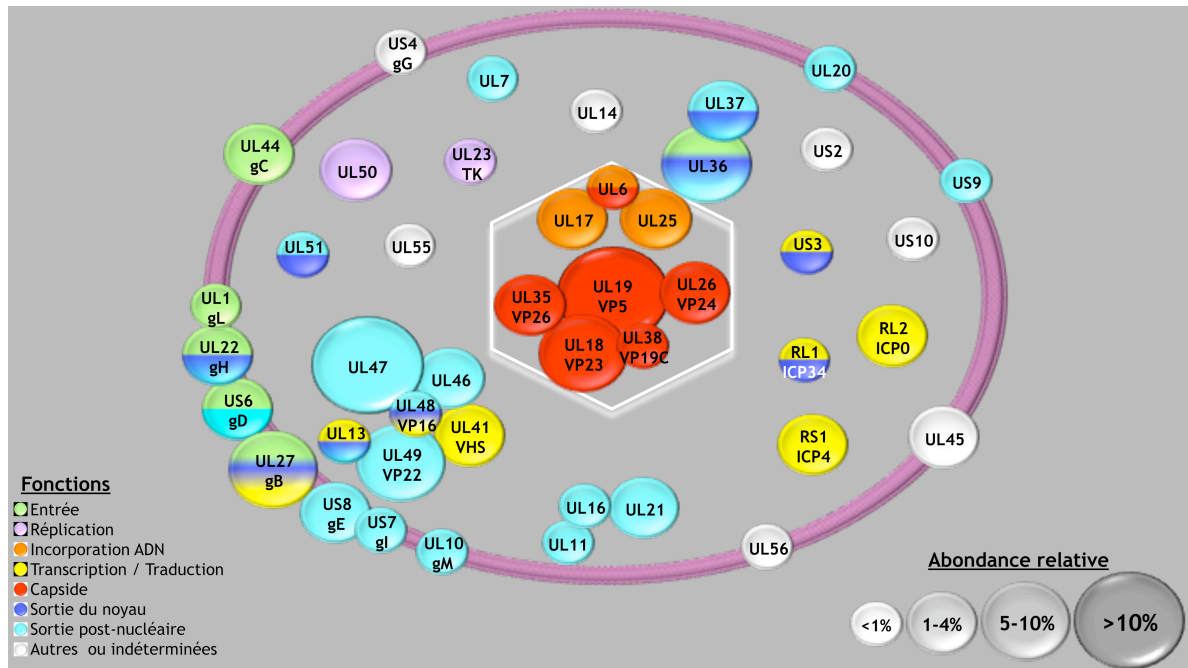 US4
gG
UL7
UL20
UL14
UL37
UL44
gC
UL50
UL23
TK
UL36
US2
US9
UL6
UL17
UL25
UL51
UL55
US3
US10
UL1
gL
UL19
VP5
UL35
VP26
UL26
VP24
UL22
gH
UL18
VP23
UL38
VP19C
RL2
ICP0
RL1
ICP34
UL47
UL46
US6
gD
UL48
VP16
UL13
UL41
VHS
UL49
VP22
RS1
ICP4
UL45
UL27
gB
US8
gE
US7
gI
UL10
gM
UL16
UL21
UL11
UL56
Fonctions
Entrée
Réplication
Incorporation ADN
Transcription / Traduction
Capside
Sortie du noyau
Sortie post-nucléaire
Autres ou indéterminées
Abondance relative
<1%
1-4%
5-10%
>10%